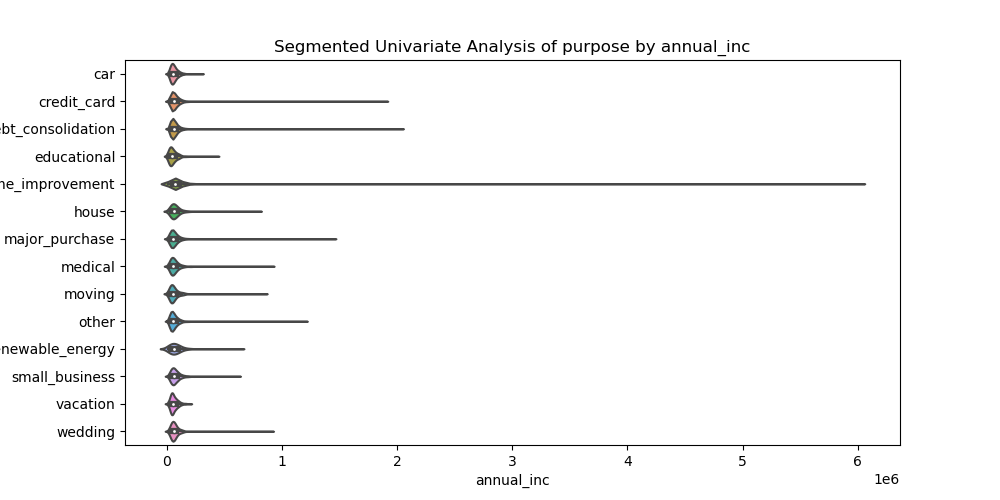 Segmented Univariate Analysis of purpose by annual_inc
car
credit_card
ebt_consolidation
educational
me_improvement
house
major_purchase
medical
moving
other
enewable_energy
small_business
vacation
wedding
0 1 2 3 4 5 6
1e6
annual_inc